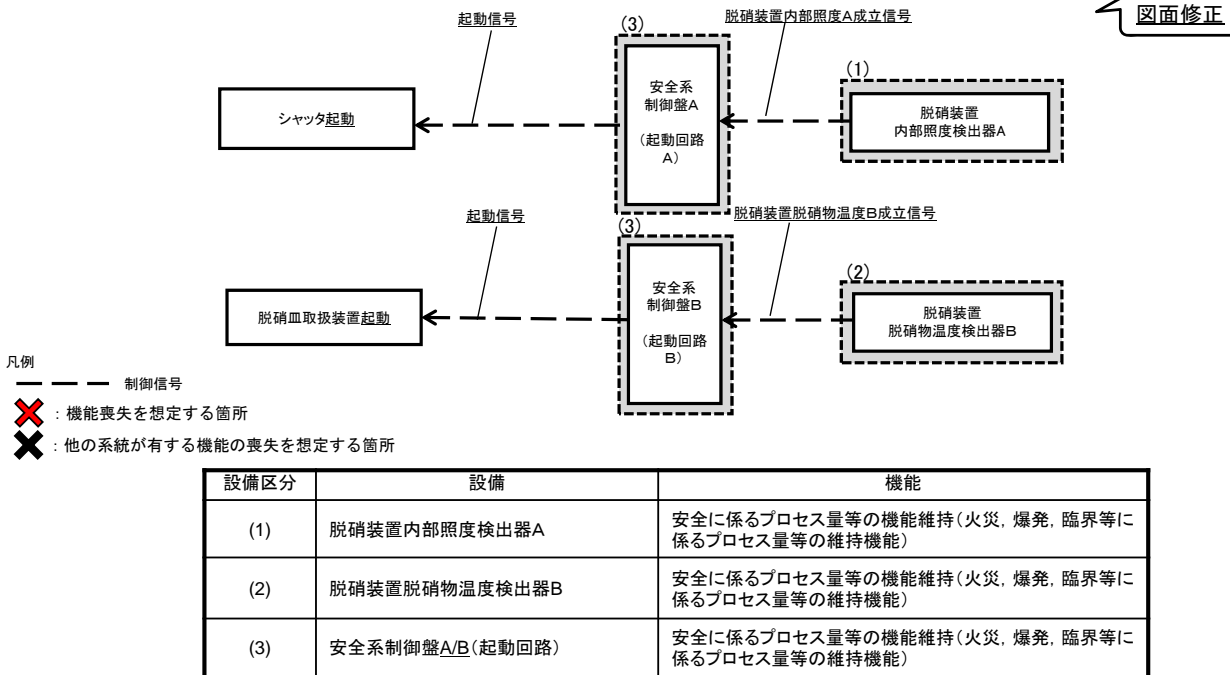 図面修正
起動信号
(3)
脱硝装置内部照度A成立信号
(1)
シャッタ起動
安全系
制御盤A
(起動回路
A)
脱硝装置
内部照度検出器A
起動信号
(3)
脱硝装置脱硝物温度B成立信号
(2)
脱硝皿取扱装置起動
安全系
制御盤B
(起動回路
B)
脱硝装置
脱硝物温度検出器B
凡例
制御信号
：機能喪失を想定する箇所
：他の系統が有する機能の喪失を想定する箇所
設備区分 設備 機能
(1) 脱硝装置内部照度検出器A 安全に係るプロセス量等の機能維持(火災, 爆発, 臨界等に
係るプロセス量等の維持機能)
(2) 脱硝装置脱硝物温度検出器B 安全に係るプロセス量等の機能維持(火災, 爆発, 臨界等に
係るプロセス量等の維持機能)
(3) 安全系制御盤A/B(起動回路) 安全に係るプロセス量等の機能維持(火災, 爆発, 臨界等に
係るプロセス量等の維持機能)